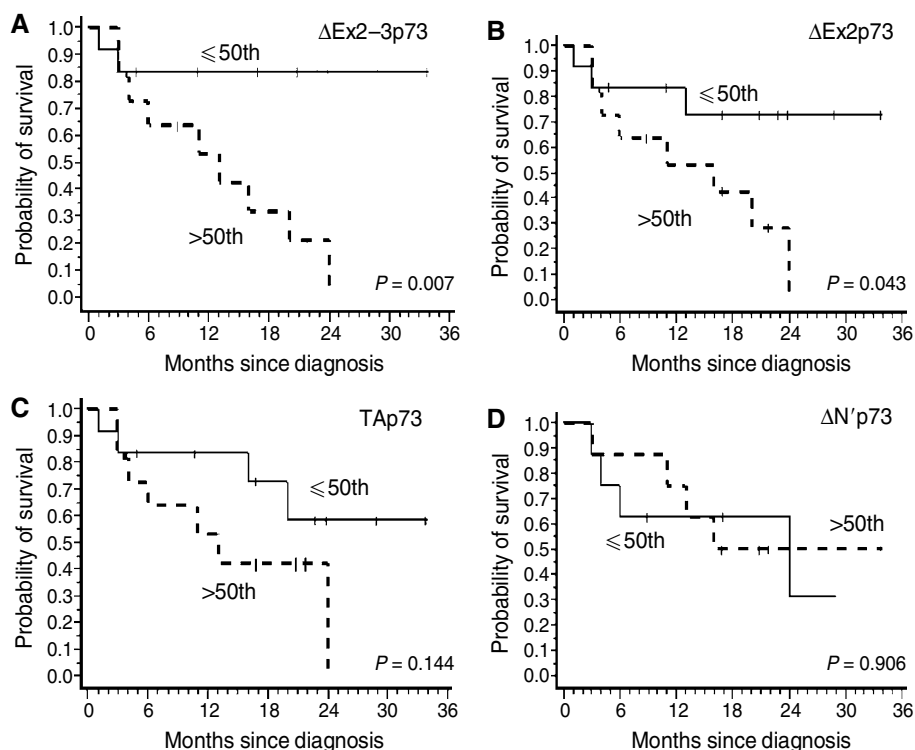 A
ΔEx2–3p73
1.0
0.9
0.8
0.7
0.6
0.5
0.4
0.3
0.2
0.1
0.0
Probability of survival
⩽50th
>50th
P = 0.007
0 6 12 18 24 30 36
Months since diagnosis
B
ΔEx2p73
1.0
0.9
0.8
0.7
0.6
0.5
0.4
0.3
0.2
0.1
0.0
Probability of survival
⩽50th
>50th
P = 0.043
0 6 12 18 24 30 36
Months since diagnosis
C
TAp73
1.0
0.9
0.8
0.7
0.6
0.5
0.4
0.3
0.2
0.1
0.0
Probability of survival
⩽50th
>50th
P = 0.144
0 6 12 18 24 30 36
Months since diagnosis
D
ΔN′p73
1.0
0.9
0.8
0.7
0.6
0.5
0.4
0.3
0.2
0.1
0.0
Probability of survival
>50th
⩽50th
P = 0.906
0 6 12 18 24 30 36
Months since diagnosis